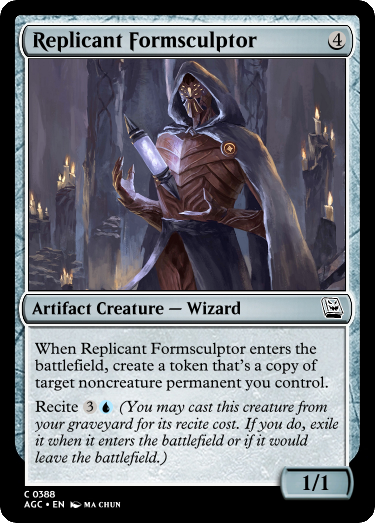 Replicant Formsculptor 4
Artifact Creature — Wizard
When Replicant Formsculptor enters the
battlefield, create a token that's a copy of
target noncreature permanent you control.
Recite 3 (You may cast this creature from
your graveyard for its recite cost. If you do, exile
it when it enters the battlefield or if it would
leave the battlefield.)
1/1
C 0388
AGC • EN MA CHUN